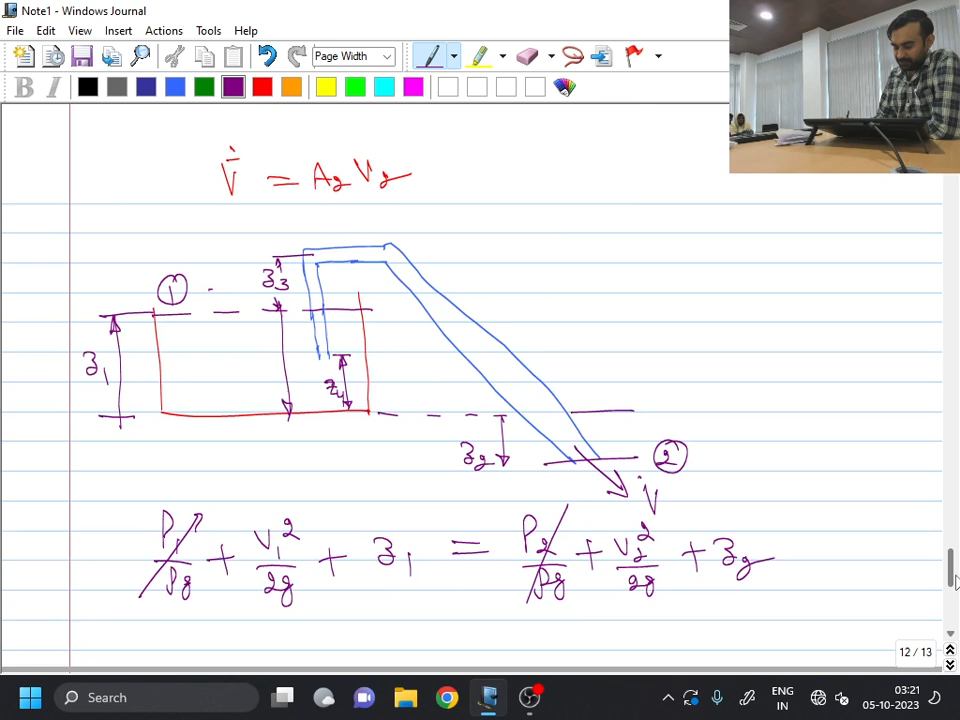 Note1 - Windows Journal
File Edit View Insert Actions Tools Help
Page Width
B I
V̇ = A₂ V₂
①
z₃
z₁
z₄
z₂
②
V̇
P₁/ρg + V₁²/2g + z₁ = P₂/ρg + V₂²/2g + z₂
12 / 13
Search
ENG
IN
03:21
05-10-2023